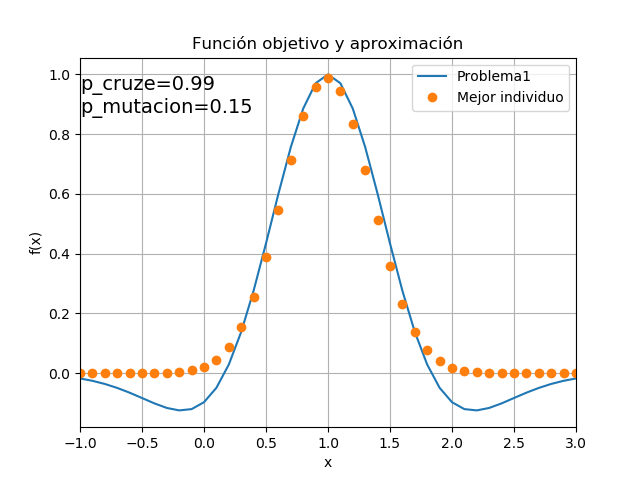 Función objetivo y aproximación
p_cruze=0.99
p_mutacion=0.15
Problema1
Mejor individuo
f(x)
1.0
0.8
0.6
0.4
0.2
0.0
−1.0 −0.5 0.0 0.5 1.0 1.5 2.0 2.5 3.0
x